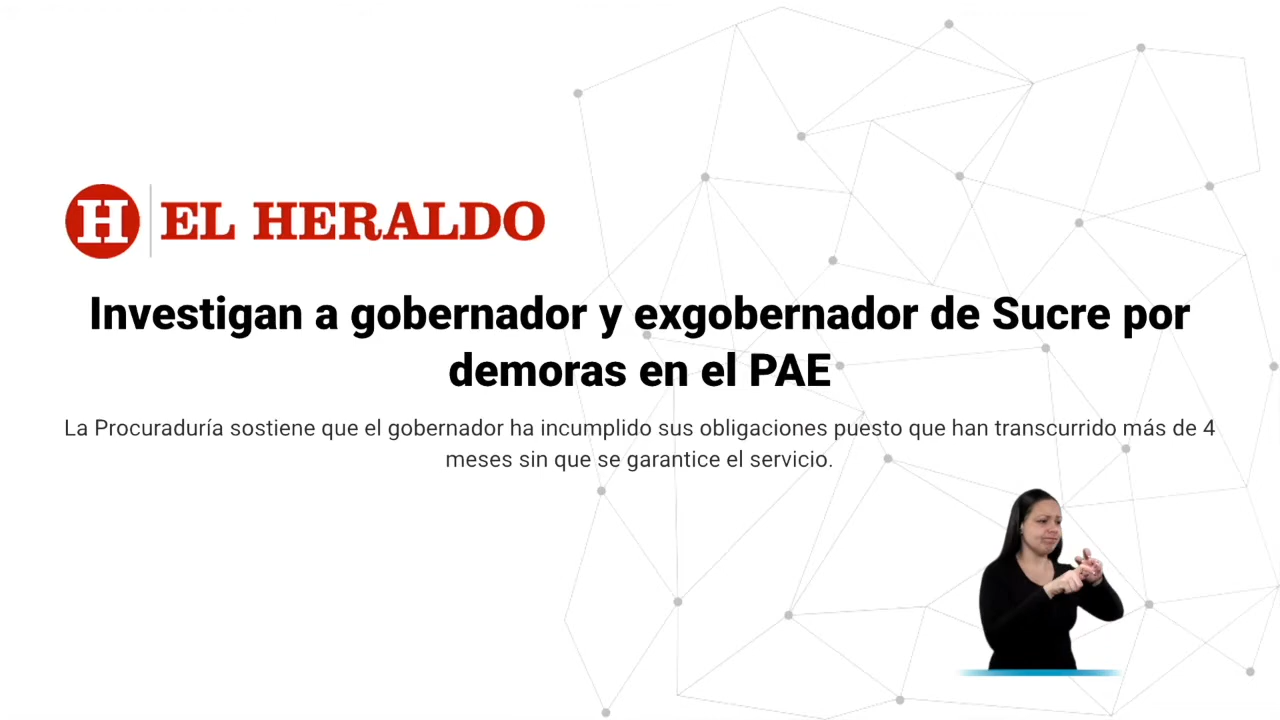 H EL HERALDO
Investigan a gobernador y exgobernador de Sucre por
demoras en el PAE
La Procuraduría sostiene que el gobernador ha incumplido sus obligaciones puesto que han transcurrido más de 4
meses sin que se garantice el servicio.